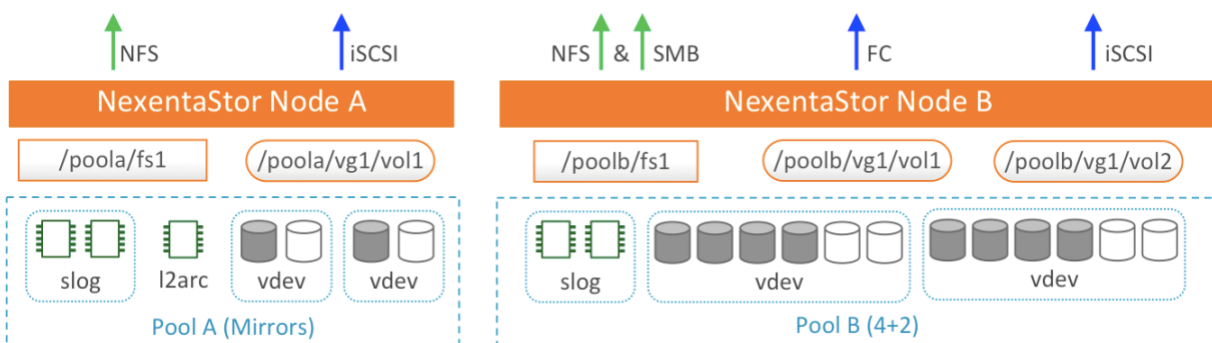 NFS
iSCSI
NFS & SMB
FC
iSCSI
NexentaStor Node A
NexentaStor Node B
/poola/fs1
/poola/vg1/vol1
/poolb/fs1
/poolb/vg1/vol1
/poolb/vg1/vol2
slog
l2arc
vdev
vdev
slog
vdev
vdev
Pool A (Mirrors)
Pool B (4+2)